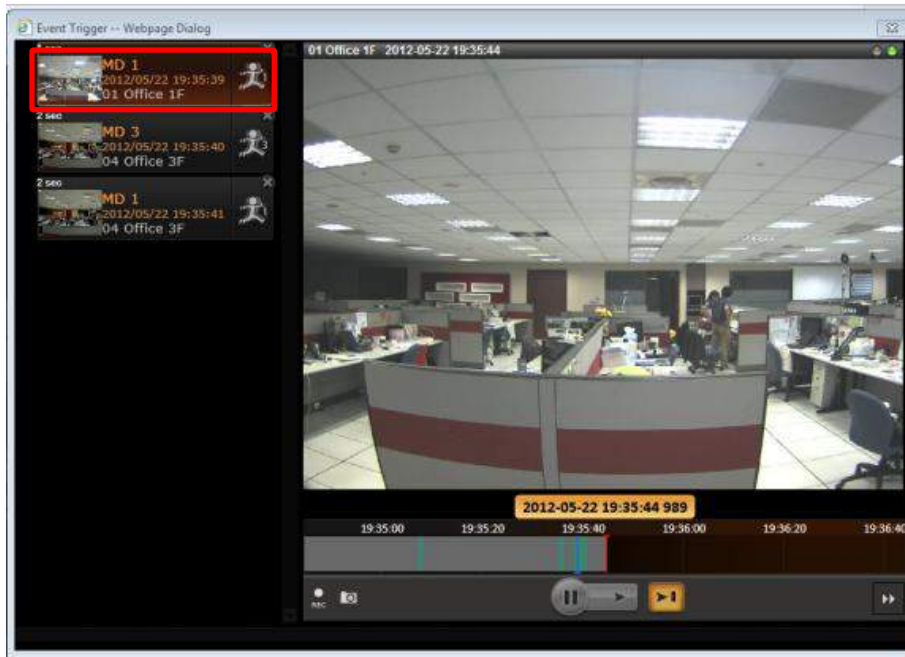 Event Trigger -- Webpage Dialog
MD 1
2012/05/22 19:35:39
01 Office 1F
2 sec
MD 3
2012/05/22 19:35:40
04 Office 3F
3
2 sec
MD 1
2012/05/22 19:35:41
04 Office 3F
01 Office 1F 2012-05-22 19:35:44
2012-05-22 19:35:44 989
19:35:00 19:35:20 19:35:40 19:36:00 19:36:20 19:36:40
REC